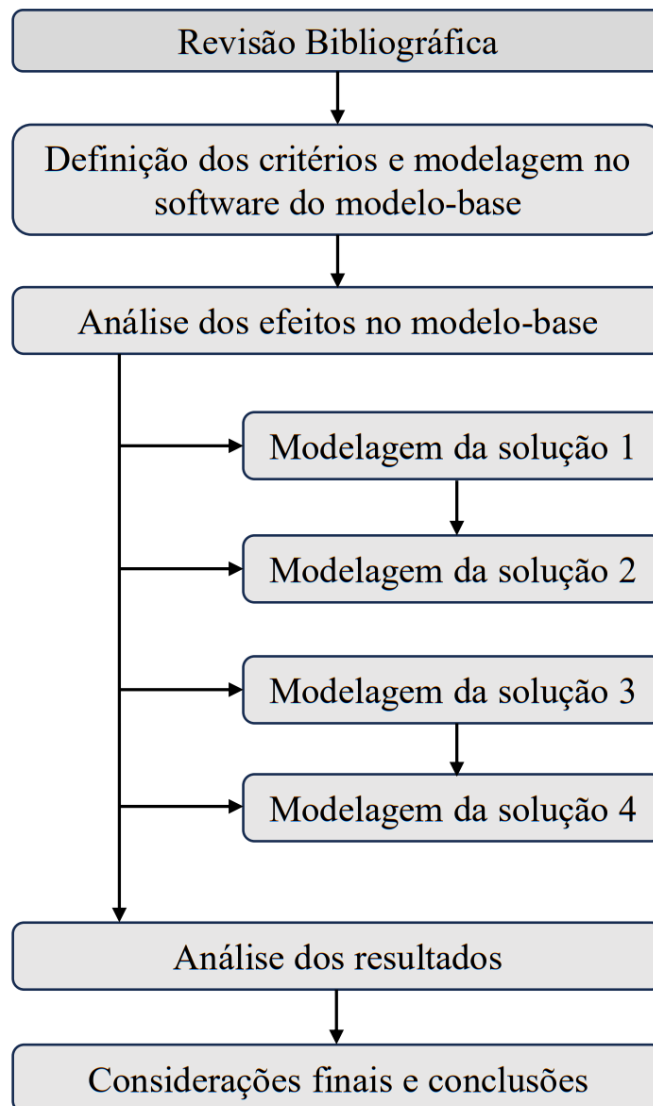 Revisão Bibliográfica
Definição dos critérios e modelagem no
software do modelo-base
Análise dos efeitos no modelo-base
Modelagem da solução 1
Modelagem da solução 2
Modelagem da solução 3
Modelagem da solução 4
Análise dos resultados
Considerações finais e conclusões